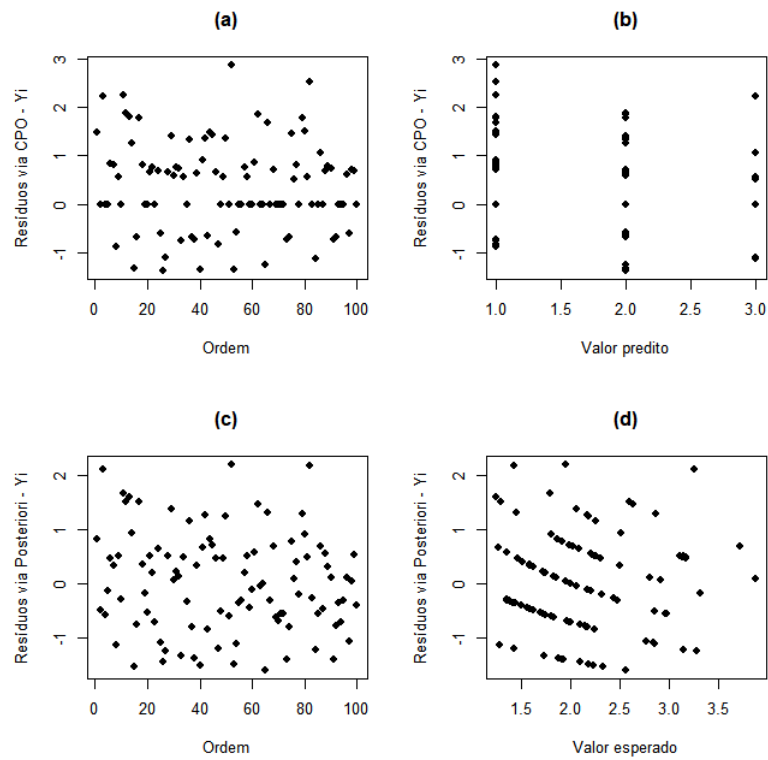 (a)
Resíduos via CPO - Yi
3
2
1
0
-1
0 20 40 60 80 100
Ordem
(b)
Resíduos via CPO - Yi
3
2
1
0
-1
1.0 1.5 2.0 2.5 3.0
Valor predito
(c)
Resíduos via Posteriori - Yi
2
1
0
-1
0 20 40 60 80 100
Ordem
(d)
Resíduos via Posteriori - Yi
2
1
0
-1
1.5 2.0 2.5 3.0 3.5
Valor esperado